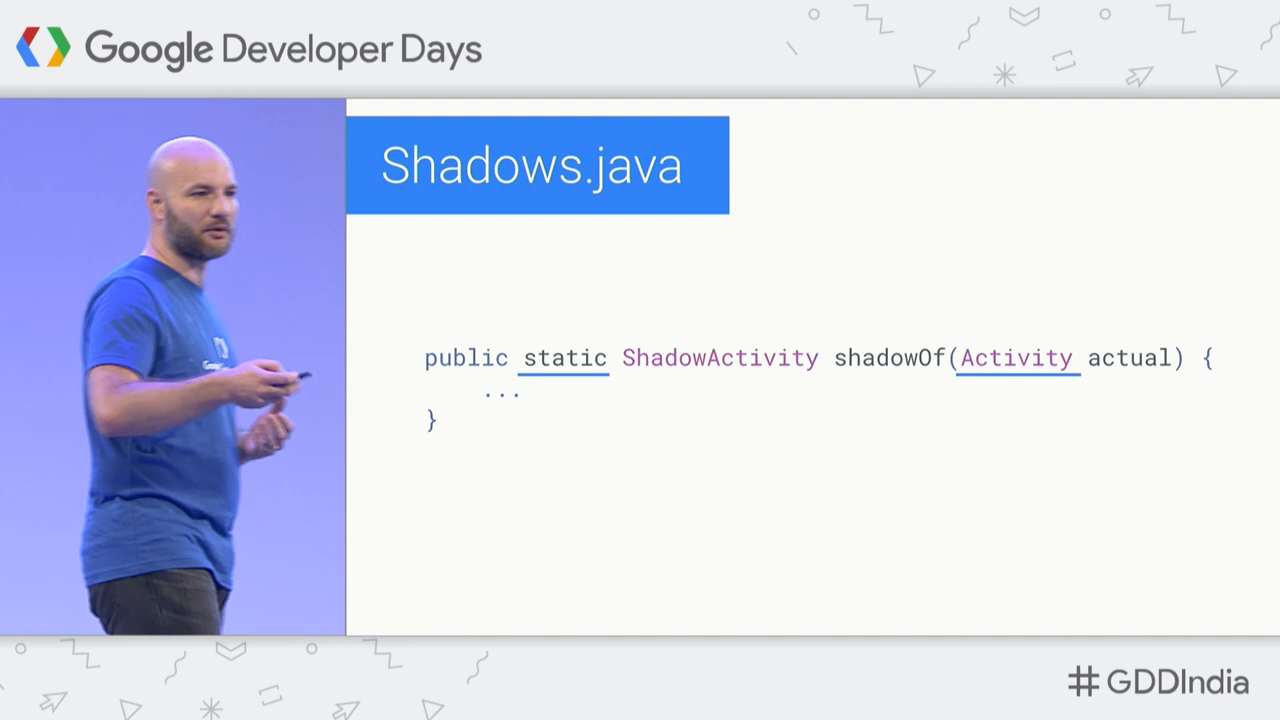 Google Developer Days
Shadows.java
public static ShadowActivity shadowOf(Activity actual) {
...
}
#GDDIndia